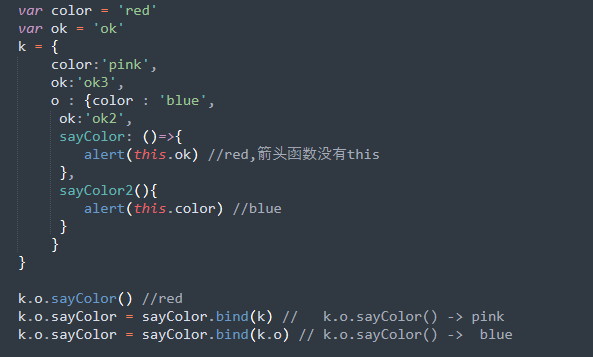 var color = 'red'
var ok = 'ok'
k = {
    color:'pink',
    ok:'ok3',
    o : {color : 'blue',
     ok:'ok2',
     sayColor: ()=>{
        alert(this.ok) //red,箭头函数没有this
     },
     sayColor2(){
        alert(this.color) //blue
     }
    }
}
k.o.sayColor() //red
k.o.sayColor = sayColor.bind(k) //   k.o.sayColor() -> pink
k.o.sayColor = sayColor.bind(k.o) // k.o.sayColor() ->  blue